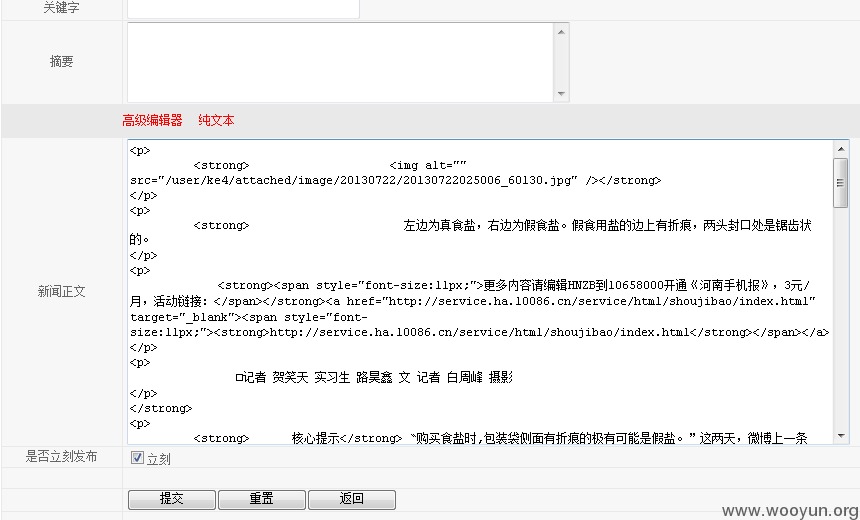 关键字
摘要
高级编辑器 纯文本
新闻正文
<p>
<strong> <img alt=""
src="/user/ke4/attached/image/20130722/20130722025006_60130.jpg" /></strong>
</p>
<p>
<strong> 左边为真食盐，右边为假食盐。假食用盐的边上有折痕，两头封口处是锯齿状
的。
</p>
<p>
<strong><span style="font-size:11px;">更多内容请编辑HNZB到10658000开通《河南手机报》，3元/
月，活动链接：</span></strong><a href="http://service.ha.10086.cn/service/html/shoujibao/index.html"
target="_blank"><span style="font-
size:11px;"><strong>http://service.ha.10086.cn/service/html/shoujibao/index.html</strong></span></a>
</p>
<p>
□记者 贺笑天 实习生 路昊鑫 文 记者 白周峰 摄影
</p>
</strong>
<p>
<strong> 核心提示</strong>“购买食盐时,包装袋侧面有折痕的极有可能是假盐。”这两天，微博上一条
是否立刻发布
立刻
提交 重置 返回
www.wooyun.org